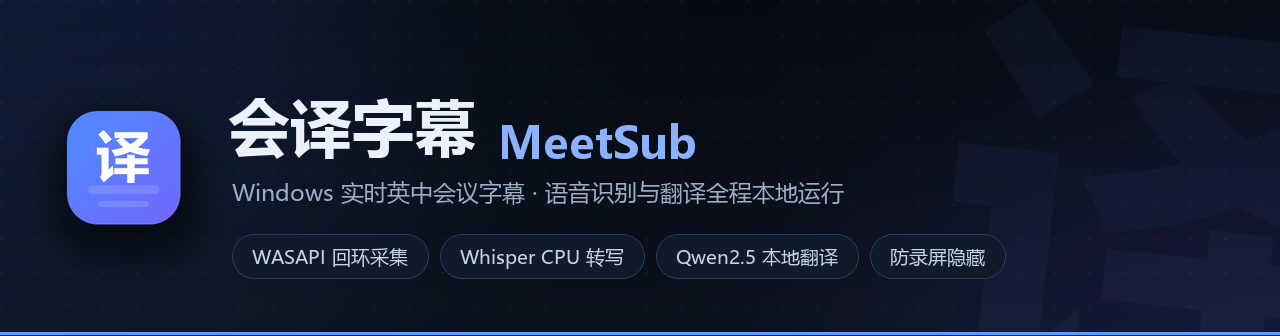 译
会译字幕 MeetSub
Windows 实时英中会议字幕 · 语音识别与翻译全程本地运行
WASAPI 回环采集 Whisper CPU 转写 Qwen2.5 本地翻译 防录屏隐藏
译